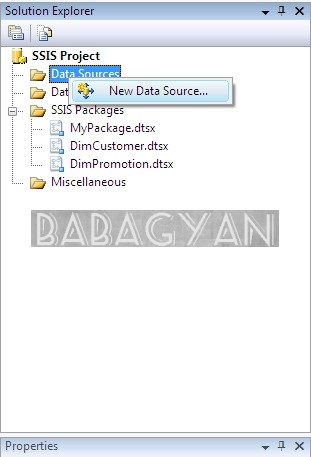 Solution Explorer
SSIS Project
Data Sources
Dat
New Data Source...
SSIS Packages
MyPackage.dtsx
DimCustomer.dtsx
DimPromotion.dtsx
Miscellaneous
BABAGYAN
Properties